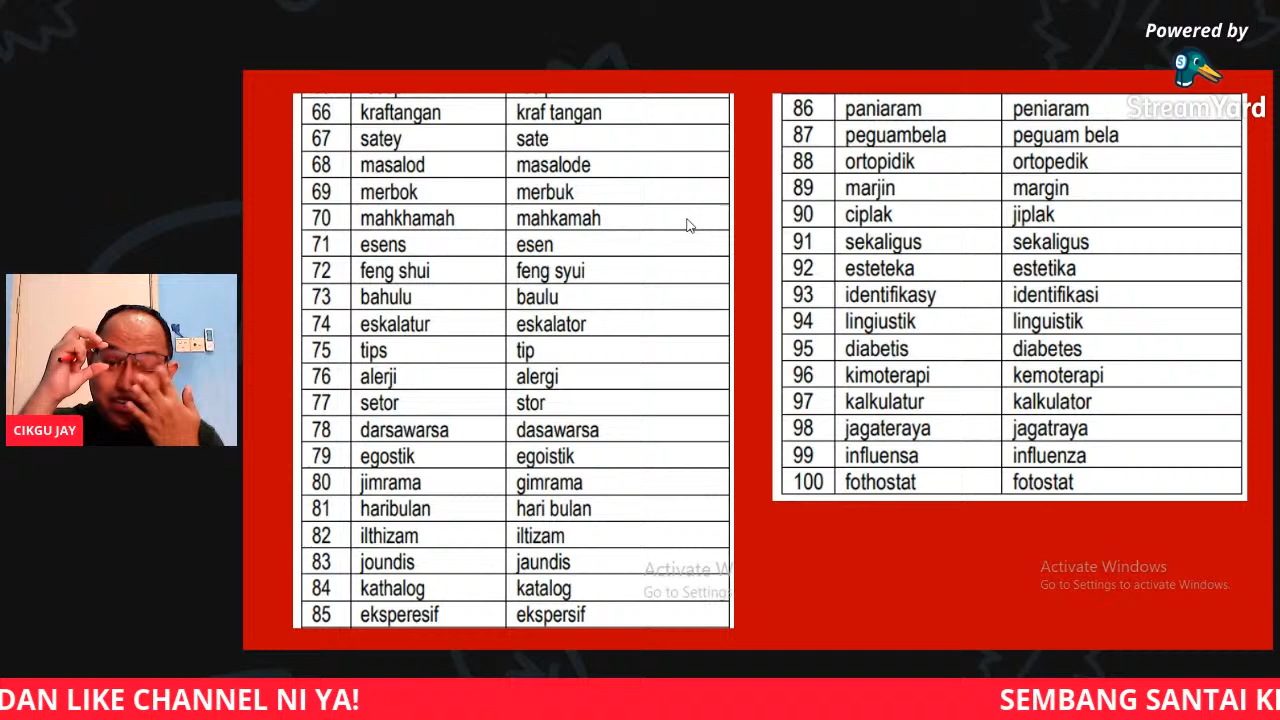 Powered by
StreamYard
66 kraftangan kraf tangan
67 satey sate
68 masalod masalode
69 merbok merbuk
70 mahkhamah mahkamah
71 esens esen
72 feng shui feng syui
73 bahulu baulu
74 eskalatur eskalator
75 tips tip
76 alerji alergi
77 setor stor
78 darsawarsa dasawarsa
79 egostik egoistik
80 jimrama gimrama
81 haribulan hari bulan
82 ilthizam iltizam
83 joundis jaundis
84 kathalog katalog
85 eksperesif ekspersif
86 paniaram peniaram
87 peguambela peguam bela
88 ortopidik ortopedik
89 marjin margin
90 ciplak jiplak
91 sekaligus sekaligus
92 esteteka estetika
93 identifikasy identifikasi
94 lingiustik linguistik
95 diabetis diabetes
96 kimoterapi kemoterapi
97 kalkulatur kalkulator
98 jagateraya jagatraya
99 influensa influenza
100 fothostat fotostat
Activate W
Go to Setting
Activate Windows
Go to Settings to activate Windows.
CIKGU JAY
DAN LIKE CHANNEL NI YA!
SEMBANG SANTAI